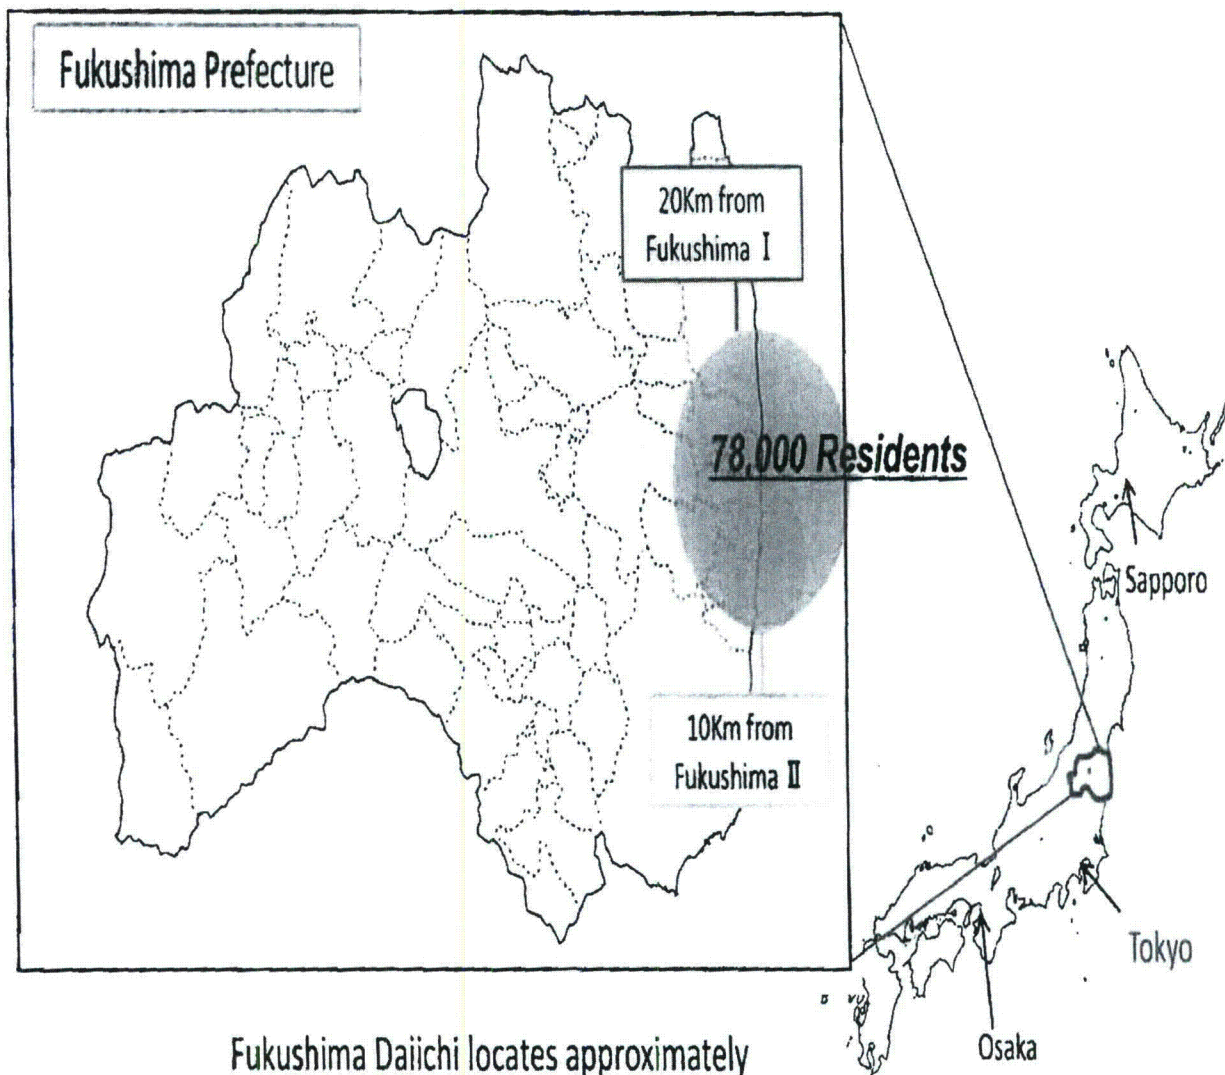 Fukushima Prefecture
20Km from
Fukushima Ⅰ
78,000 Residents
10Km from
Fukushima Ⅱ
Sapporo
Tokyo
Osaka
Fukushima Daiichi locates approximately